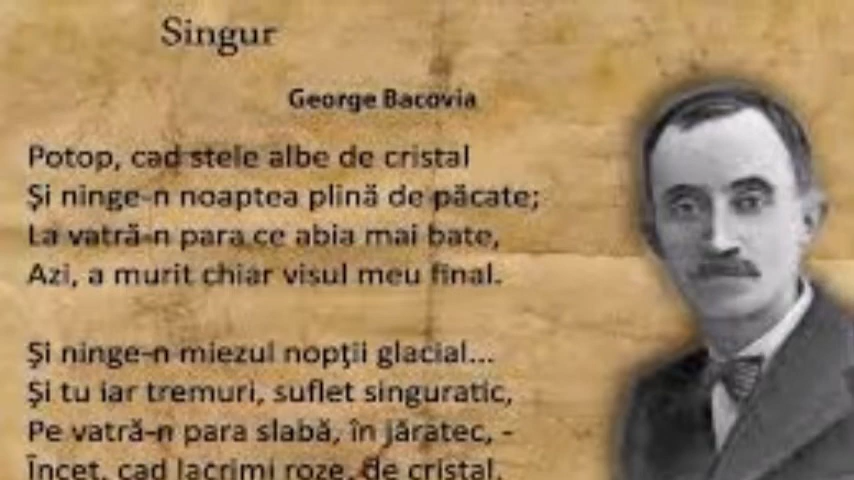 Singur
George Bacovia
Potop, cad stele albe de cristal
Şi ninge-n noaptea plină de păcate;
La vatră-n para ce abia mai bate,
Azi, a murit chiar visul meu final.
Şi ninge-n miezul nopţii glacial...
Şi tu iar tremuri, suflet singuratic,
Pe vatră-n para slabă, în jăratec, -
Încet, cad lacrimi roze, de cristal.